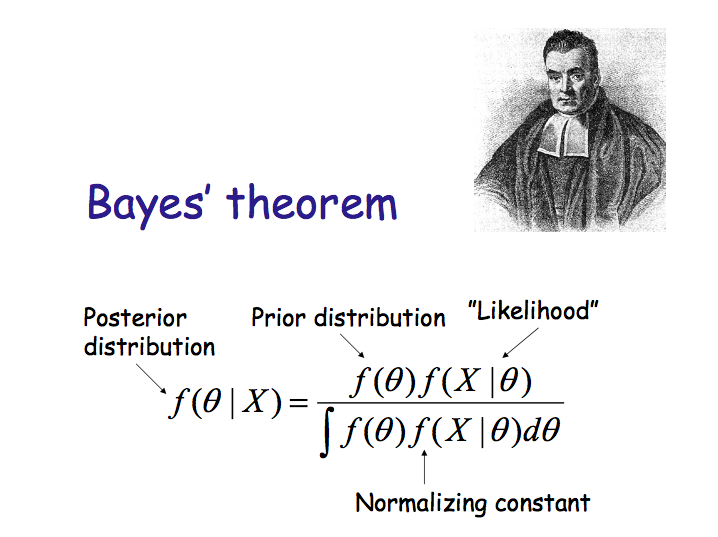 Bayes’ theorem
Posterior
distribution
Prior distribution
”Likelihood”
f(θ | X) = f(θ) f(X | θ) / ∫ f(θ) f(X | θ)dθ
Normalizing constant